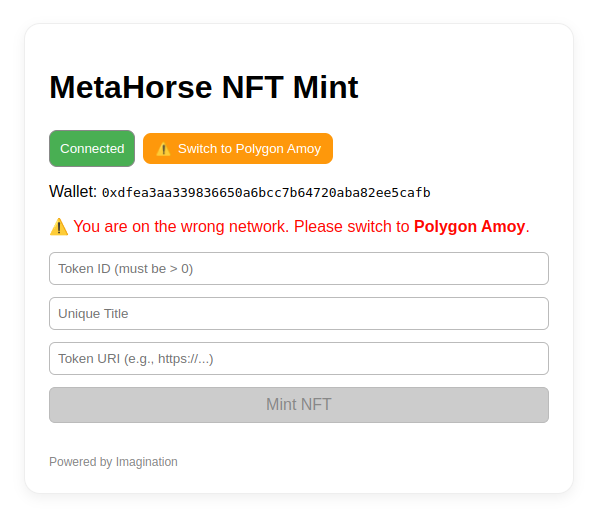 MetaHorse NFT Mint
Connected ⚠️ Switch to Polygon Amoy
Wallet: 0xdfea3aa339836650a6bcc7b64720aba82ee5cafb
⚠️ You are on the wrong network. Please switch to Polygon Amoy.
Token ID (must be > 0)
Unique Title
Token URI (e.g., https://...)
Mint NFT
Powered by Imagination